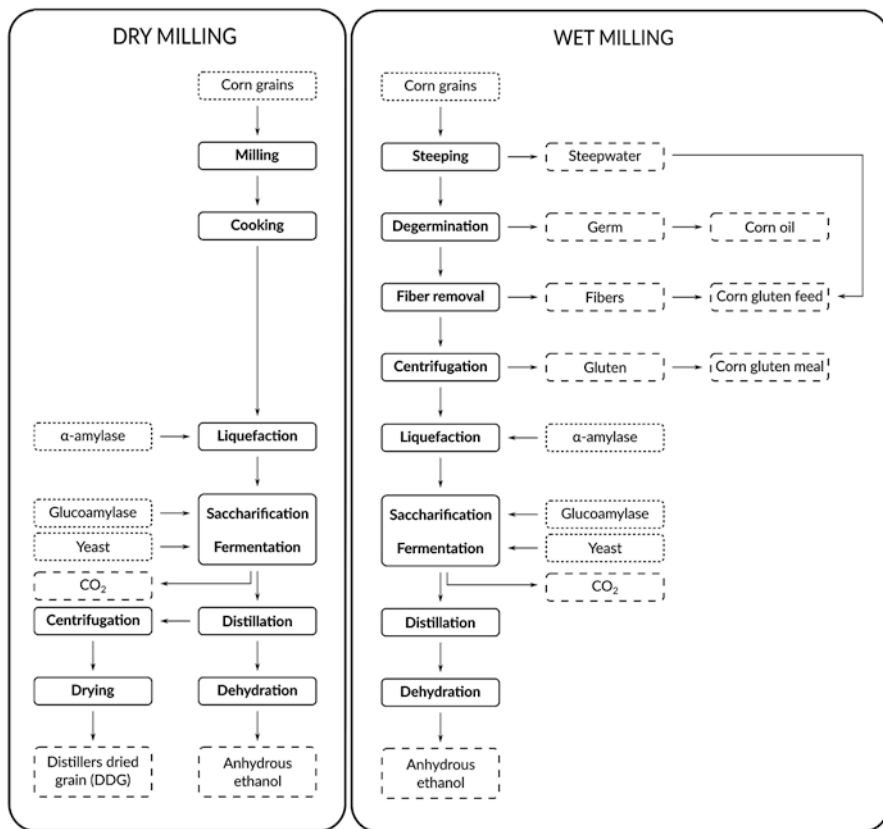 DRY MILLING
Corn grains
Milling
Cooking
α-amylase
Liquefaction
Glucoamylase
Saccharification
Yeast
Fermentation
CO₂
Centrifugation
Distillation
Drying
Dehydration
Distillers dried
grain (DDG)
Anhydrous
ethanol
WET MILLING
Corn grains
Steeping
Steepwater
Degermination
Germ
Corn oil
Fiber removal
Fibers
Corn gluten feed
Centrifugation
Gluten
Corn gluten meal
Liquefaction
α-amylase
Saccharification
Glucoamylase
Fermentation
Yeast
CO₂
Distillation
Dehydration
Anhydrous
ethanol